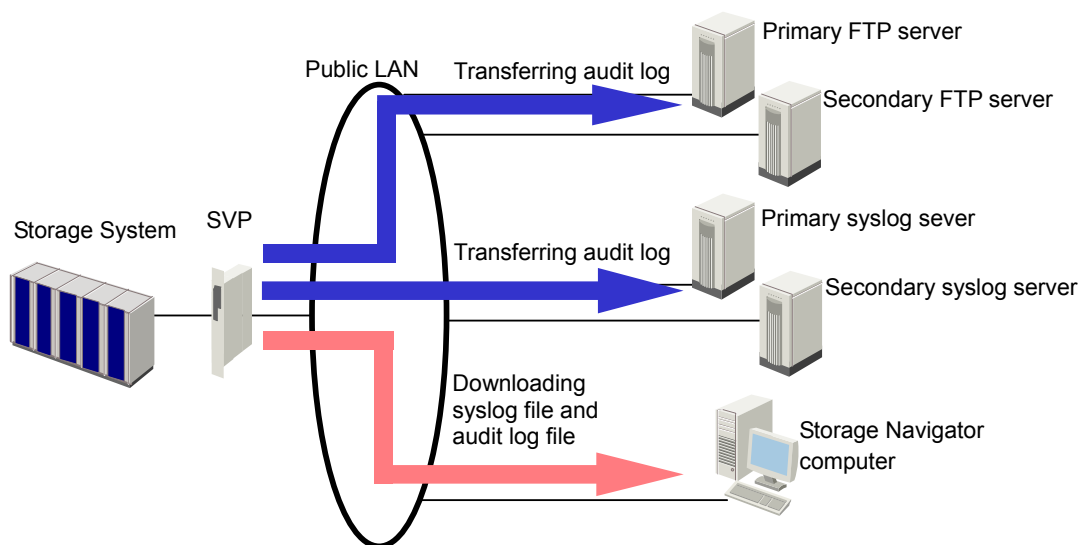 Primary FTP server
Public LAN
Transferring audit log
Secondary FTP server
SVP
Primary syslog sever
Storage System
Transferring audit log
Secondary syslog server
Downloading
syslog file and
audit log file
Storage Navigator
computer